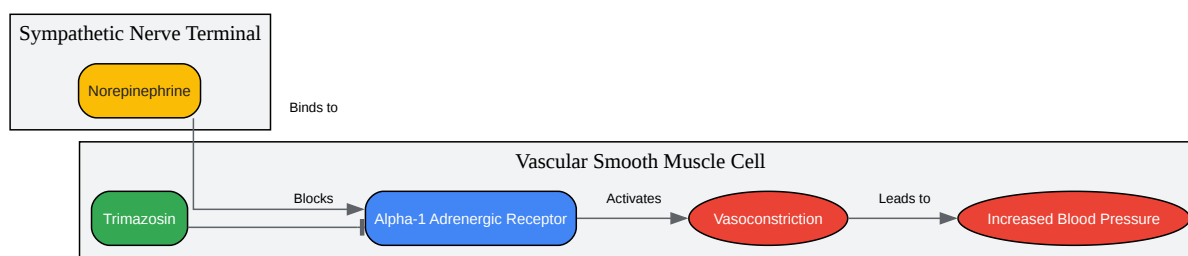 Sympathetic Nerve Terminal
Norepinephrine
Binds to
Vascular Smooth Muscle Cell
Trimazosin
Blocks
Alpha-1 Adrenergic Receptor
Activates
Vasoconstriction
Leads to
Increased Blood Pressure